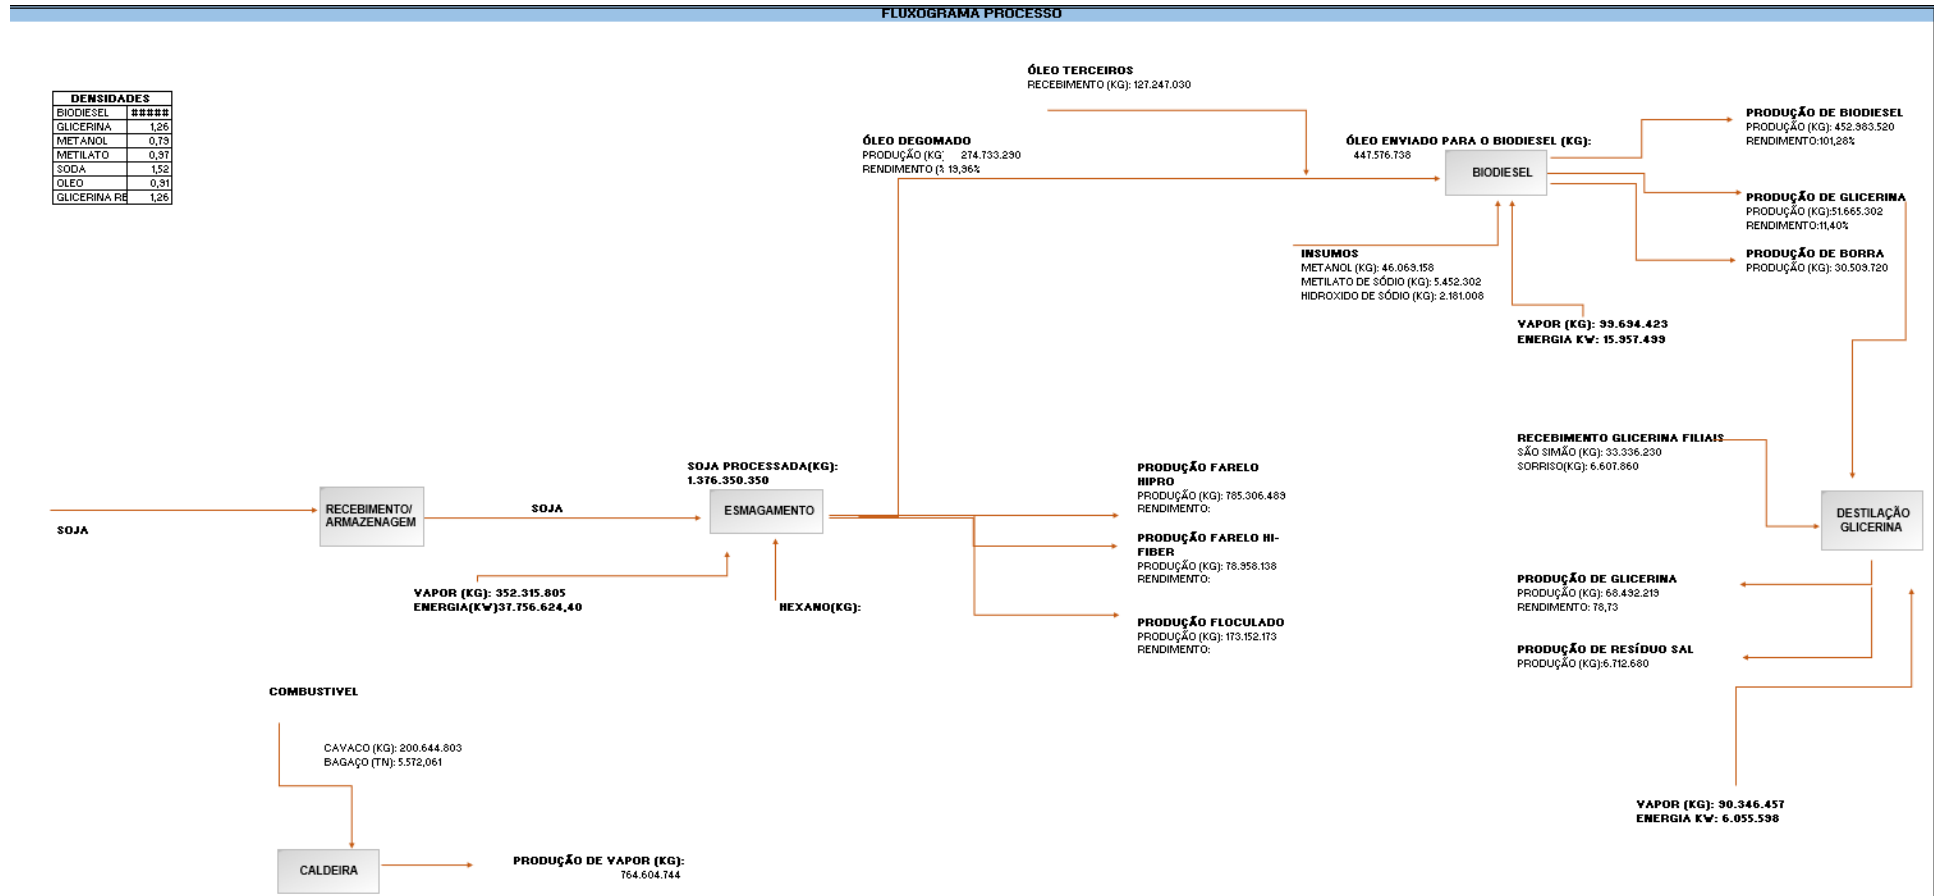 FLUXOGRAMA PROCESSO
DENSIDADES
BIODIESEL #####
GLICERINA 1,26
METANOL 0,79
METILATO 0,97
SODA 1,52
OLEO 0,91
GLICERINA RE 1,26
ÓLEO TERCEIROS
RECEBIMENTO (KG): 127.247.030
ÓLEO DEGOMADO
PRODUÇÃO (KG) 274.733.290
RENDIMENTO (% 19,96%
ÓLEO ENVIADO PARA O BIODIESEL (KG):
447.576.738
BIODIESEL
PRODUÇÃO DE BIODIESEL
PRODUÇÃO (KG): 452.983.520
RENDIMENTO:101,28%
PRODUÇÃO DE GLICERINA
PRODUÇÃO (KG):51.665.302
RENDIMENTO:11,40%
PRODUÇÃO DE BORRA
PRODUÇÃO (KG): 30.509.720
INSUMOS
METANOL (KG): 46.069.158
METILATO DE SÓDIO (KG): 5.452.302
HIDROXIDO DE SÓDIO (KG): 2.181.008
VAPOR (KG): 99.694.423
ENERGIA KW: 15.957.499
RECEBIMENTO GLICERINA FILIAIS
SÃO SIMÃO (KG): 33.336.230
SORRISO(KG): 6.607.860
DESTILAÇÃO
GLICERINA
PRODUÇÃO DE GLICERINA
PRODUÇÃO (KG): 68.492.219
RENDIMENTO: 78,73
PRODUÇÃO DE RESÍDUO SAL
PRODUÇÃO (KG):6.712.680
VAPOR (KG): 90.346.457
ENERGIA KW: 6.055.598
SOJA
RECEBIMENTO/
ARMAZENAGEM
SOJA
SOJA PROCESSADA(KG):
1.376.350.350
ESMAGAMENTO
VAPOR (KG): 352.315.805
ENERGIA(KW)37.756.624,40
HEXANO(KG):
PRODUÇÃO FARELO
HIPRO
PRODUÇÃO (KG): 785.306.489
RENDIMENTO:
PRODUÇÃO FARELO HI-
FIBER
PRODUÇÃO (KG): 78.958.138
RENDIMENTO:
PRODUÇÃO FLOCULADO
PRODUÇÃO (KG): 173.152.173
RENDIMENTO:
COMBUSTIVEL
CAVACO (KG): 200.644.803
BAGAÇO (TN): 5.572,061
CALDEIRA
PRODUÇÃO DE VAPOR (KG):
764.604.744